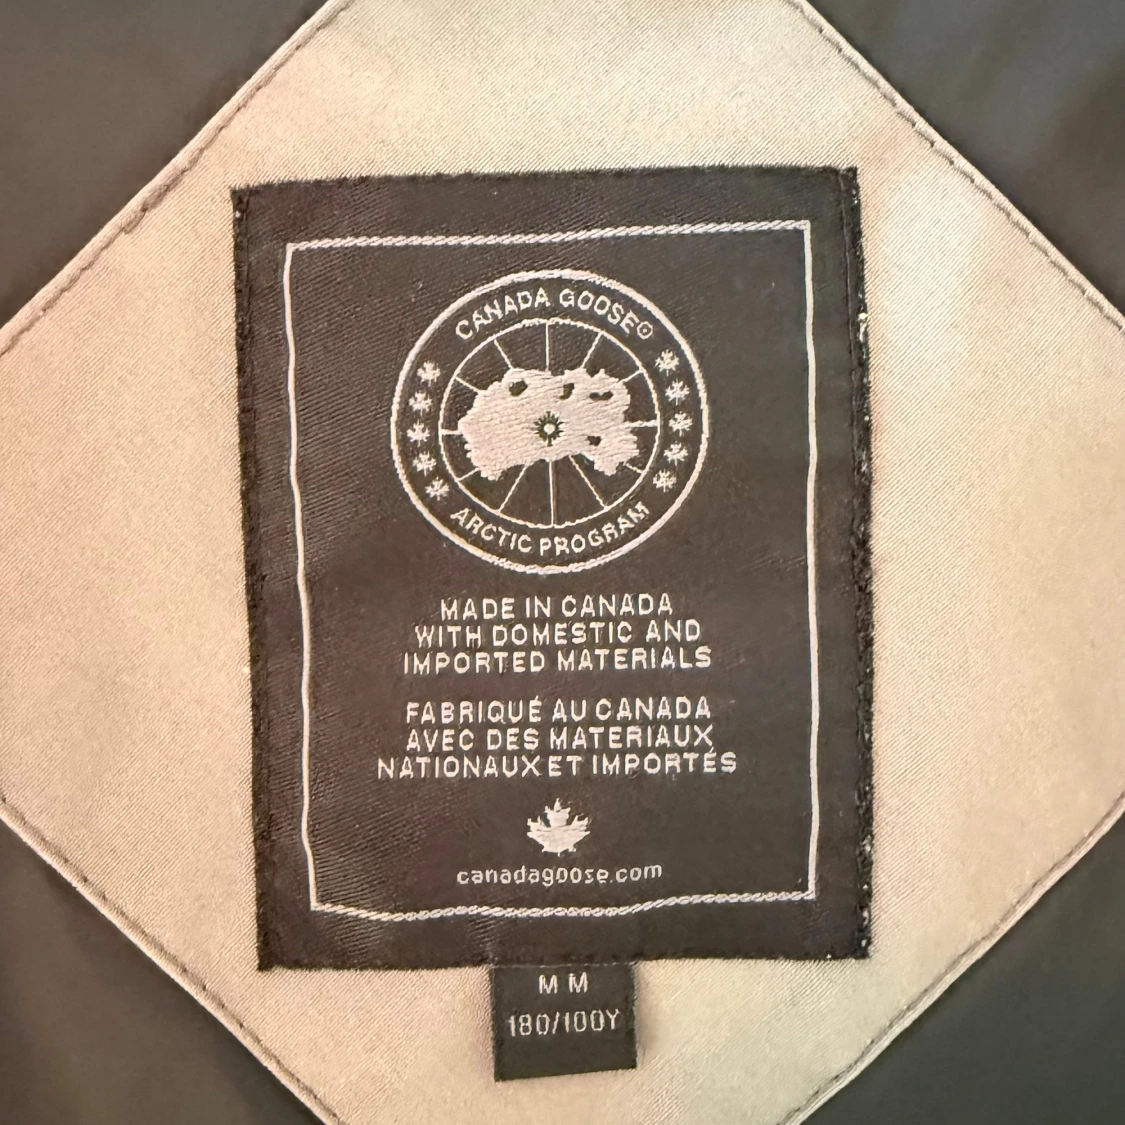 CANADA GOOSE®
ARCTIC PROGRAM
MADE IN CANADA
WITH DOMESTIC AND
IMPORTED MATERIALS
FABRIQUÉ AU CANADA
AVEC DES MATERIAUX
NATIONAUX ET IMPORTÉS
canadagoose.com
M M
180/100Y